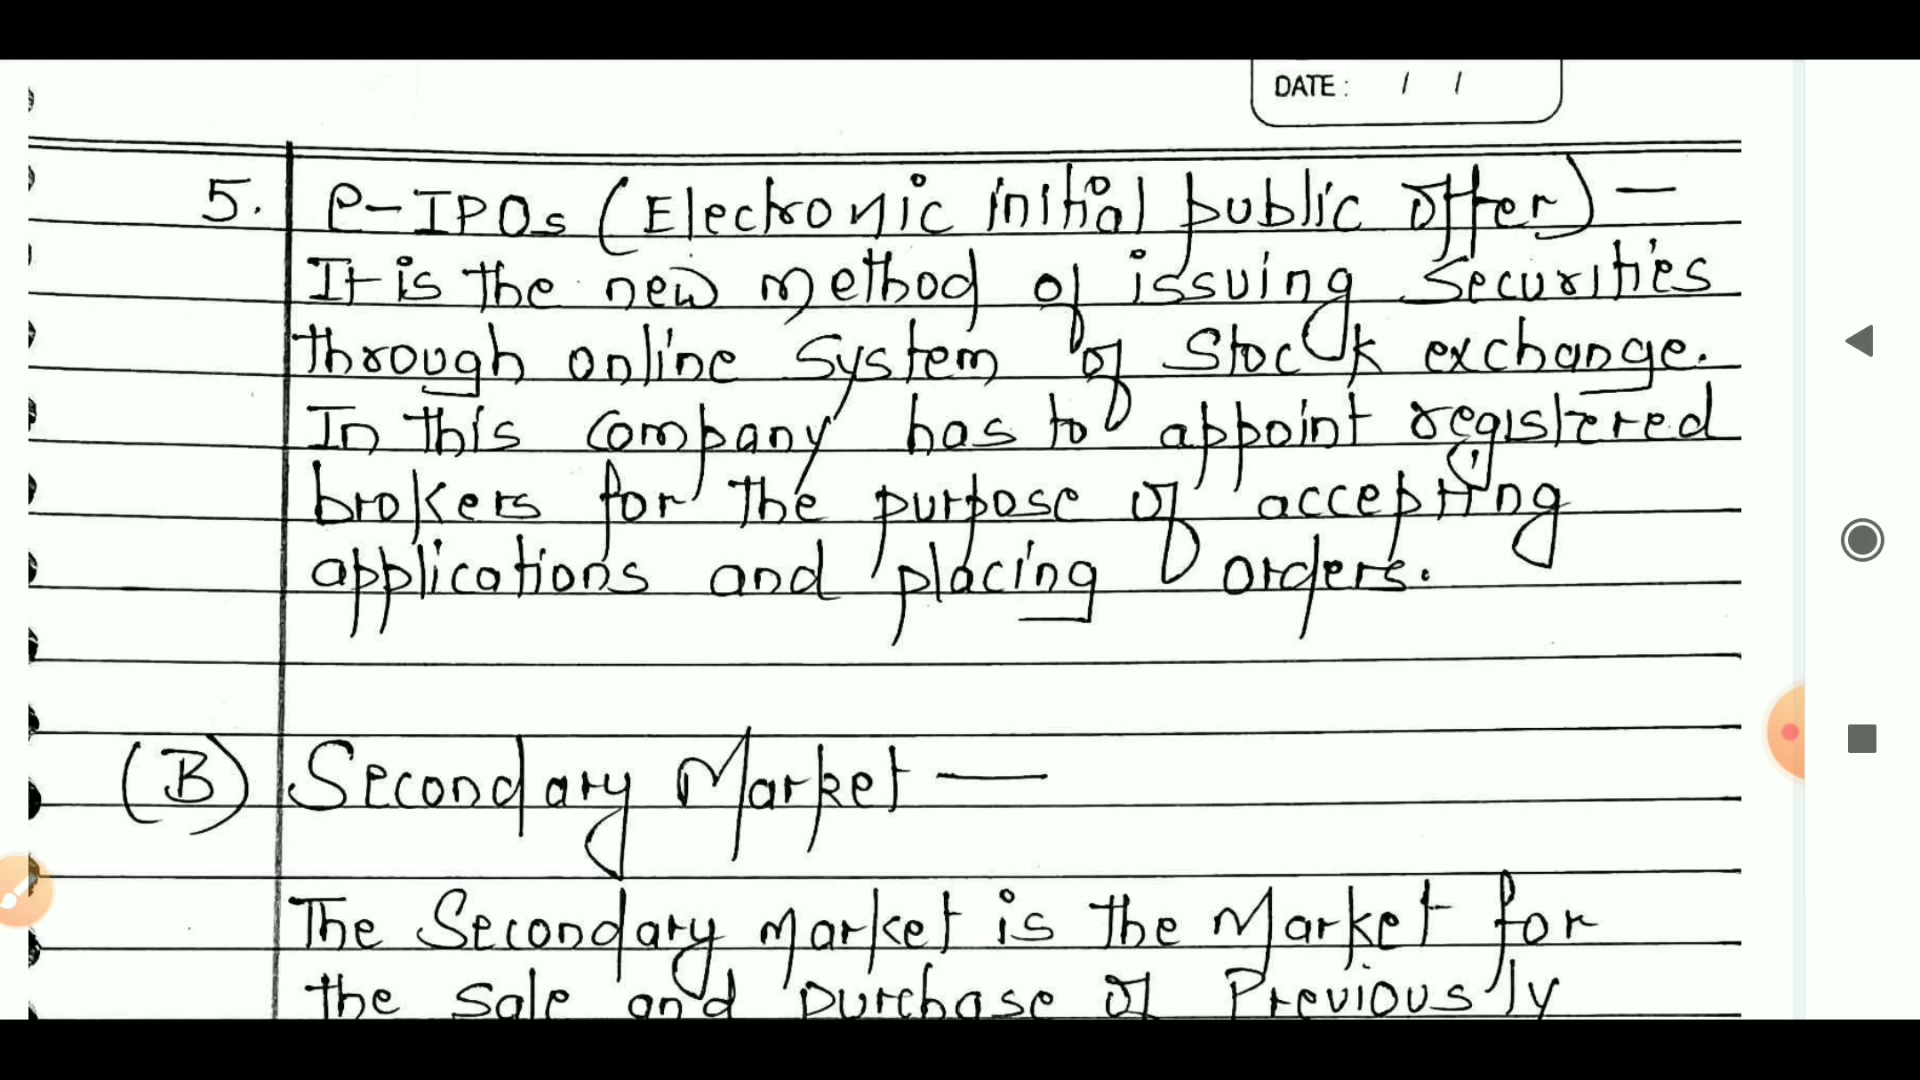 DATE: / /
5. e-IPOs (Electronic initial public offer) —
It is the new method of issuing Securities
through online System of Stock exchange.
In this company has to appoint registered
brokers for the purpose of accepting
applications and placing orders.
(B) Secondary Market —
The Secondary market is the Market for
the sale and purchase of Previously